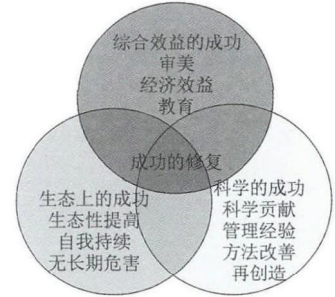 综合效益的成功
审美
经济效益
教育
成功的修复
生态上的成功
生态性提高
自我持续
无长期危害
科学的成功
科学贡献
管理经验
方法改善
再创造